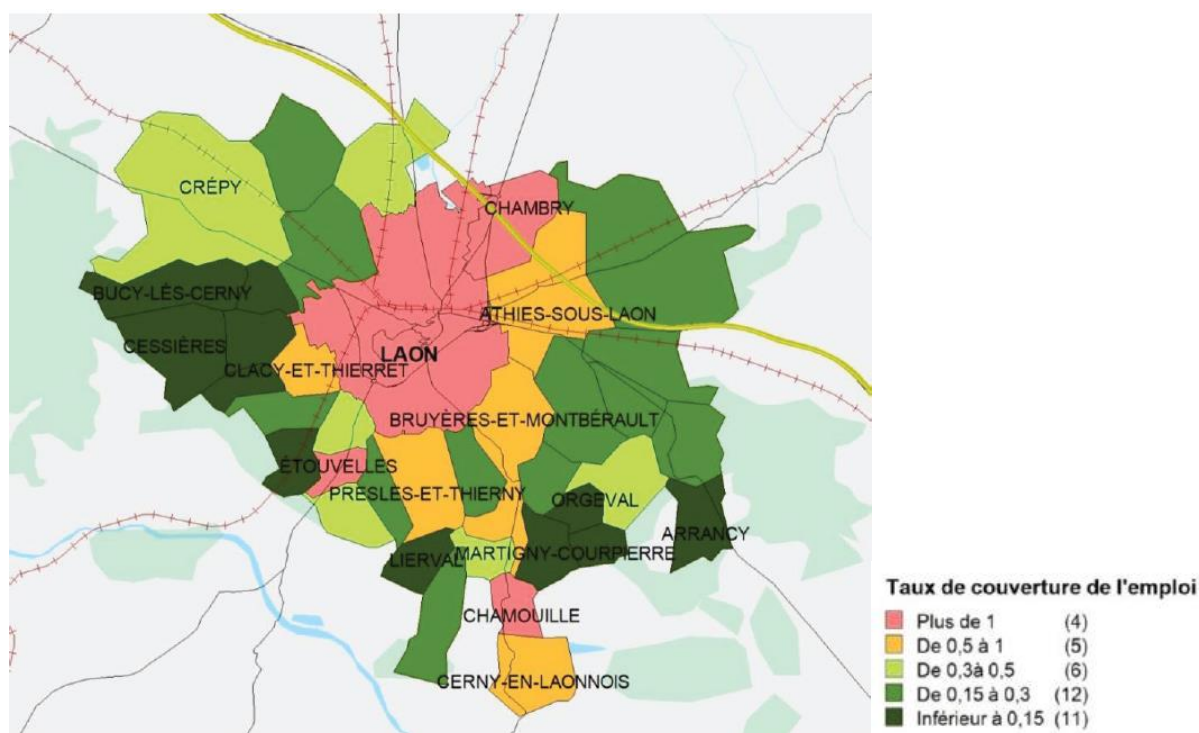 CRÉPY
CHAMBRY
BUCY-LÉS-CERNY
ATHIES-SOUS-LAON
CESSIÈRES
LAON
CLACY-ET-THIERRET
BRUYÈRES-ET-MONTBÉRAULT
ÉTOUVELLES
PRESLES-ET-THIERNY
ORGEVAL
ARRANCY
LIERVAL
MARTIGNY-COURPIERRE
CHAMOUILLE
CERNY-EN-LAONNOIS
Taux de couverture de l'emploi
Plus de 1 (4)
De 0,5 à 1 (5)
De 0,3à 0,5 (6)
De 0,15 à 0,3 (12)
Inférieur à 0,15 (11)